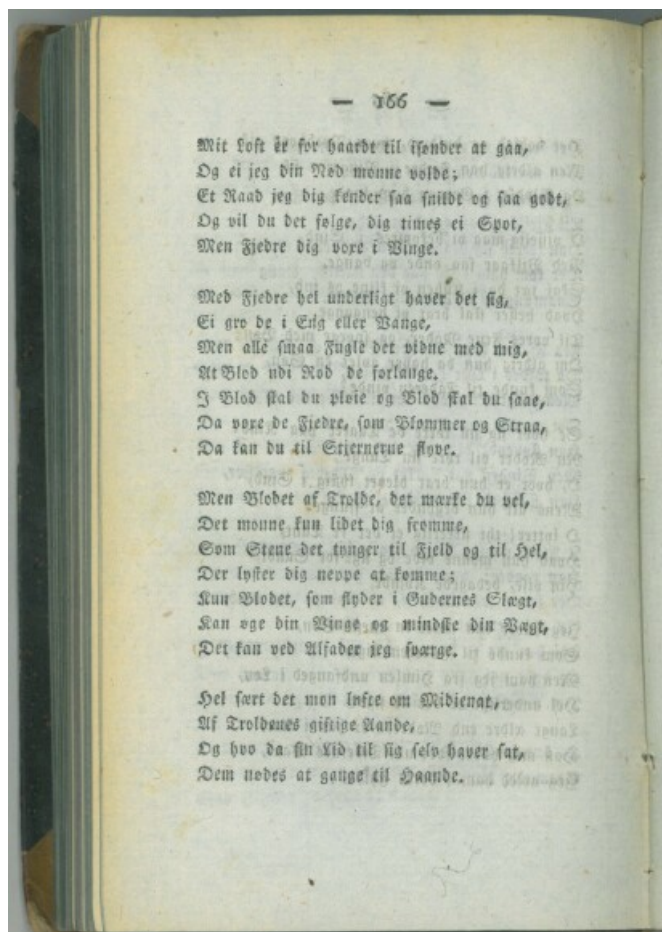 — 166 —
Mit Løft er for haardt til isønder at gaa,
Og ei jeg din Nød monne volde;
Et Raad jeg dig kender saa snildt og saa godt,
Og vil du det følge, dig times ei Spot,
Men Fjedre dig voxe i Vinge.
Med Fjedre hel underligt haver det sig,
Ei gro de i Eng eller Vange,
Men alle smaa Fugle det vidne med mig,
At Blod udi Rod de forlange.
I Blod skal du pløie og Blod skal du saae,
Da voxe de Fjedre, som Blommer og Straa,
Da kan du til Stjernerne flyve.
Men Blodet af Trolde, det mærke du vel,
Det monne kun lidet dig fromme,
Som Stene det tynger til Fjeld og til Hel,
Der lyster dig neppe at komme;
Kun Blodet, som flyder i Gudernes Slægt,
Kan øge din Vinge og mindske din Vægt,
Det kan ved Alfader jeg sværge.
Hel sært det mon lyste om Midienat,
Af Troldenes giftige Aande,
Og hvo da sin Lid til sig selv haver sat,
Dem nødes at gange til Haande.